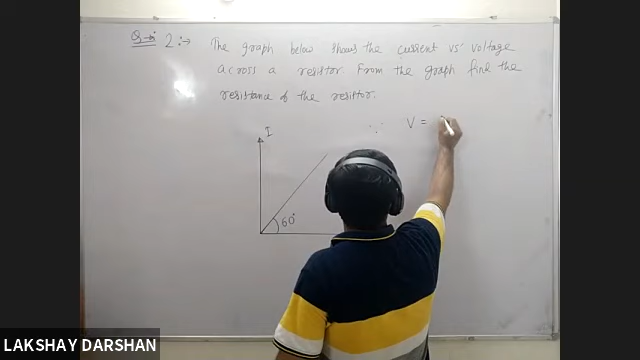 Q.No 2 :→ The graph below shows the current vs' voltage
across a resistor. From the graph find the
resistance of the resistor.
∵ V =
I
60°
LAKSHAY DARSHAN